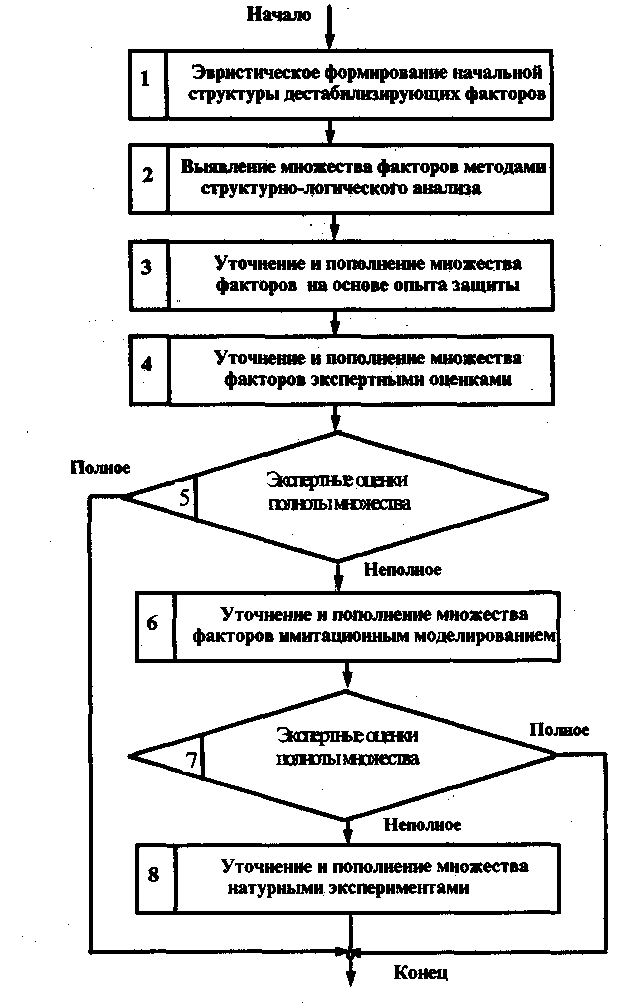 Начало
1
Эвристическое формирование начальной
структуры дестабилизирующих факторов
2
Выявление множества факторов методами
структурно-логического анализа
3
Уточнение и пополнение множества
факторов на основе опыта защиты
4
Уточнение и пополнение множества
факторов экспертными оценками
Полное
5
Экспертные оценки
полноты множества
Неполное
6
Уточнение и пополнение множества
факторов имитационным моделированием
7
Экспертные оценки
полноты множества
Полное
Неполное
8
Уточнение и пополнение множества
натурными экспериментами
Конец